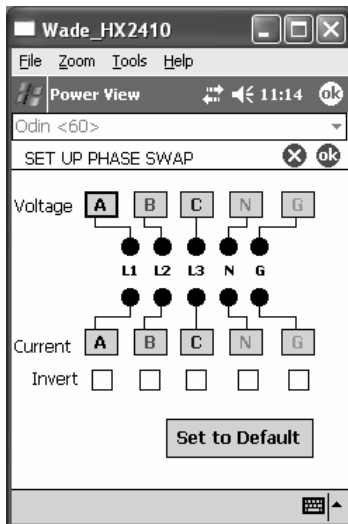 Wade_HX2410
File Zoom Tools Help
Power View 11:14 ok
Odin <60>
SET UP PHASE SWAP ok
Voltage A B C N G
L1 L2 L3 N G
Current A B C N G
Invert
Set to Default